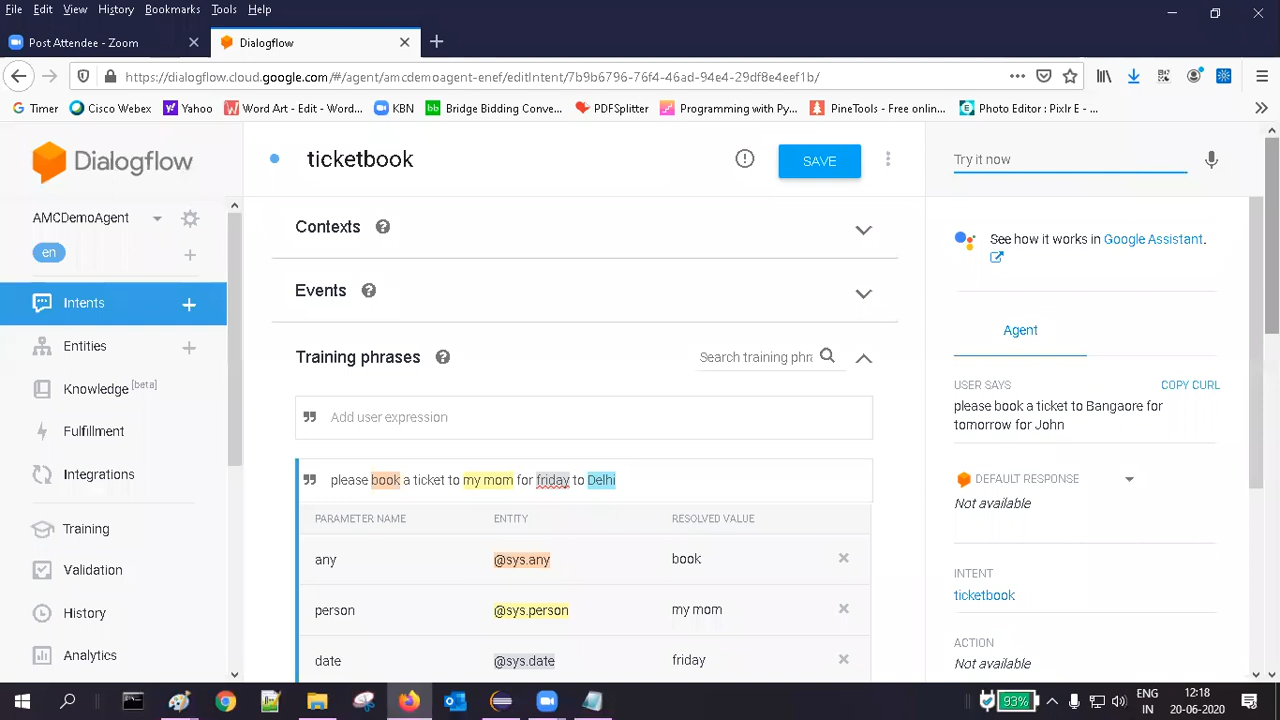 File Edit View History Bookmarks Tools Help
Post Attendee - Zoom
Dialogflow
https://dialogflow.cloud.google.com/#/agent/amcdemoagent-enef/editIntent/7b9b6796-76f4-46ad-94e4-29df8e4eef1b/
Timer Cisco Webex Yahoo Word Art - Edit - Word... KBN Bridge Bidding Conve... PDFSplitter Programming with Py... PineTools - Free onlin... Photo Editor : Pixlr E ...
Dialogflow
AMCDemoAgent
en
Intents
Entities
Knowledge [beta]
Fulfillment
Integrations
Training
Validation
History
Analytics
ticketbook
SAVE
Contexts
Events
Training phrases
Search training phr
Add user expression
please book a ticket to my mom for friday to Delhi
PARAMETER NAME ENTITY RESOLVED VALUE
any @sys.any book
person @sys.person my mom
date @sys.date friday
Try it now
See how it works in Google Assistant.
Agent
USER SAYS COPY CURL
please book a ticket to Bangaore for
tomorrow for John
DEFAULT RESPONSE
Not available
INTENT
ticketbook
ACTION
Not available
93%
ENG
IN
12:18
20-06-2020